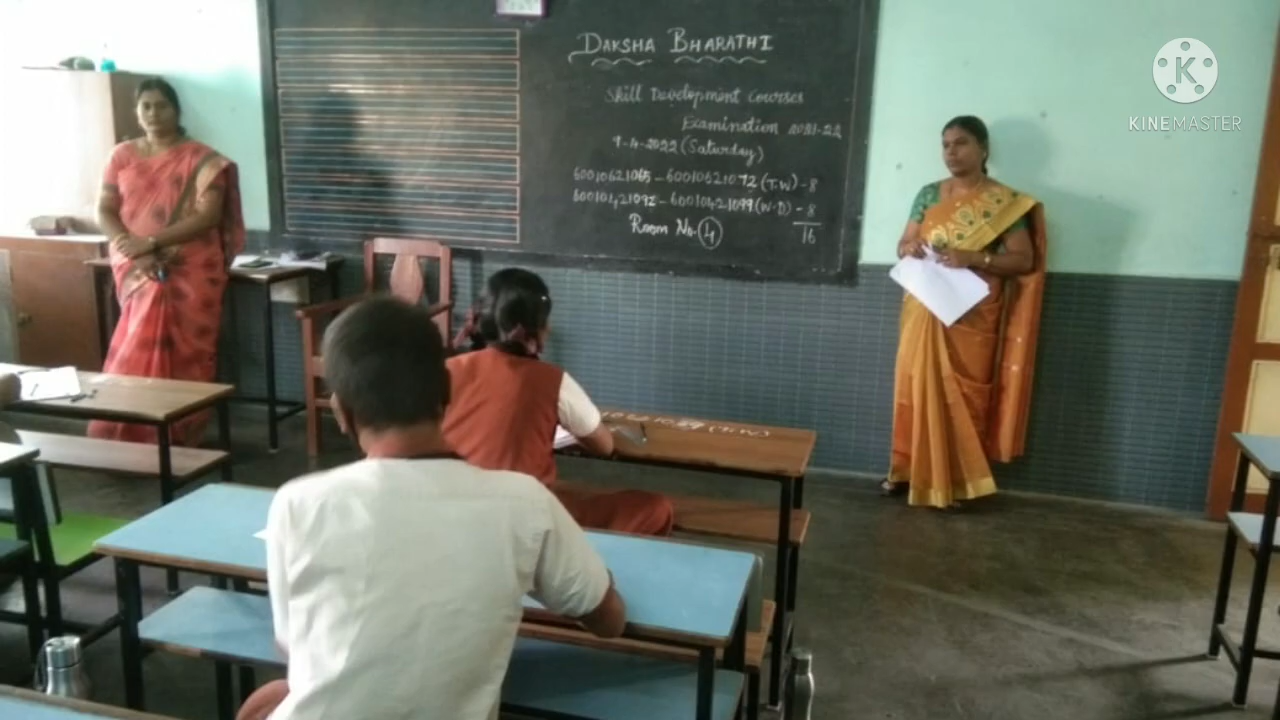 DAKSHA BHARATHI
Skill Development Courses
Examination 2021-22
9-4-2022 (Saturday)
60010621065 - 60010621072 (T.W) - 8
60010421092 - 60010421099 (W.D) - 8
16
Room No. 4
K
KINEMASTER